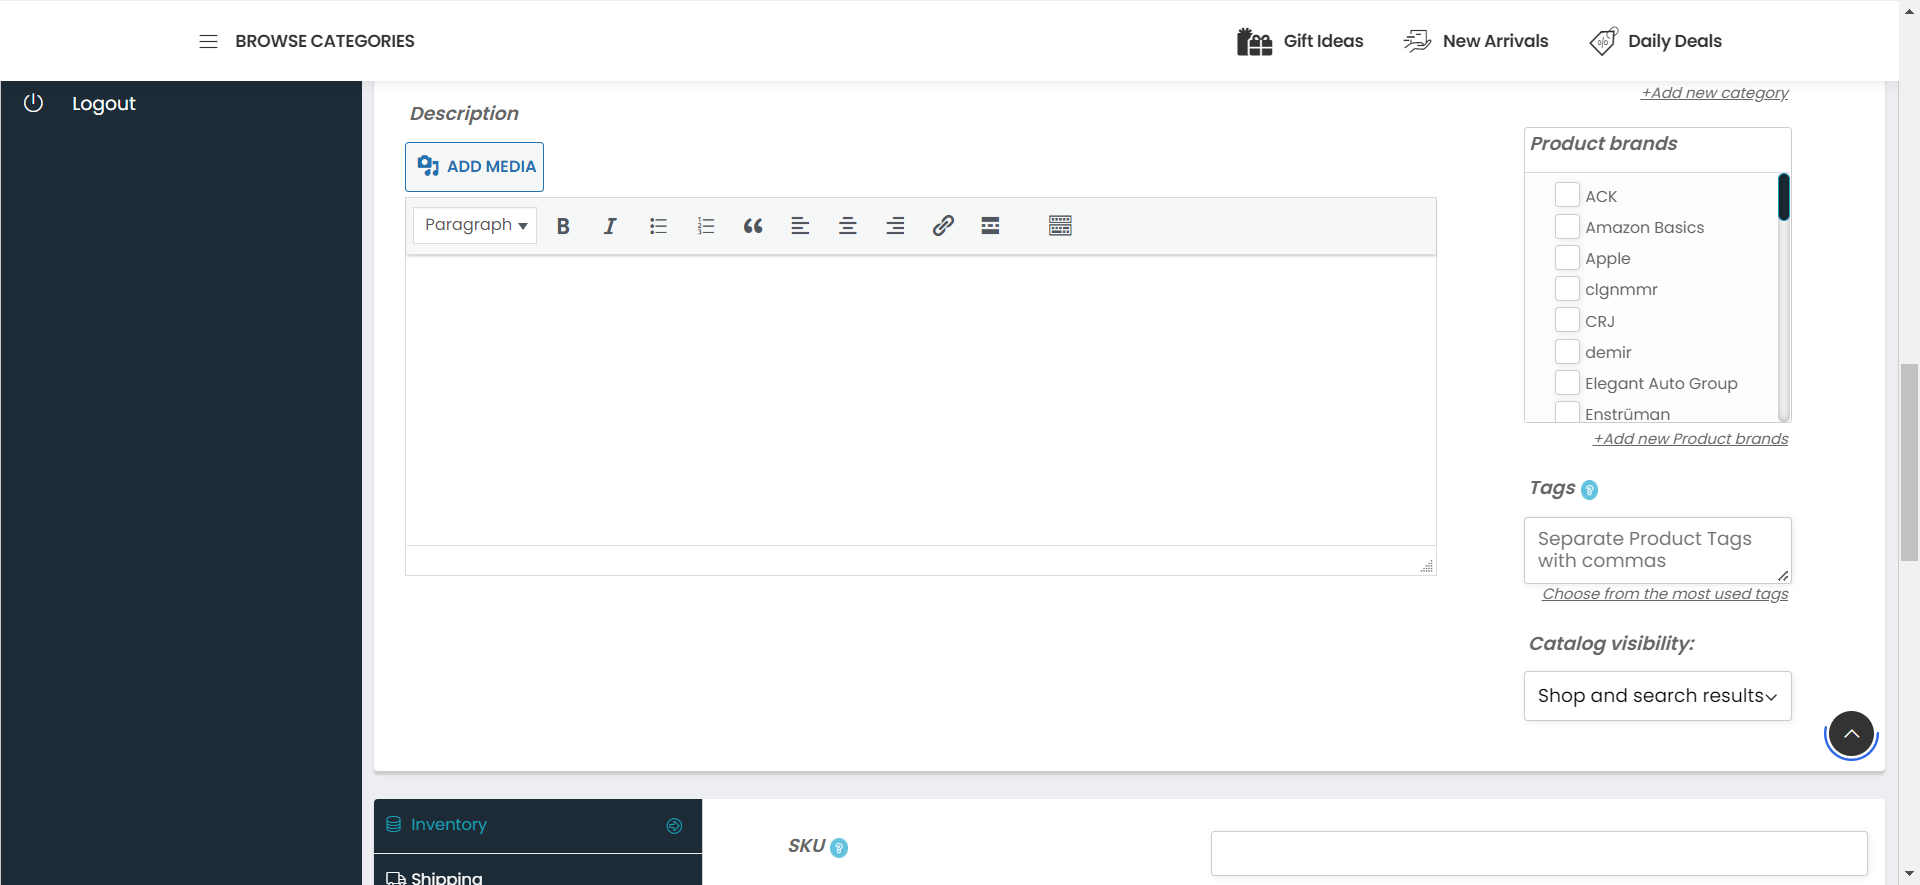 BROWSE CATEGORIES
Gift Ideas
New Arrivals
Daily Deals
Logout
Description
ADD MEDIA
Paragraph
+Add new category
Product brands
ACK
Amazon Basics
Apple
clgnmmr
CRJ
demir
Elegant Auto Group
Enstrüman
+Add new Product brands
Tags ?
Separate Product Tags
with commas
Choose from the most used tags
Catalog visibility:
Shop and search results
Inventory
Shipping
SKU ?